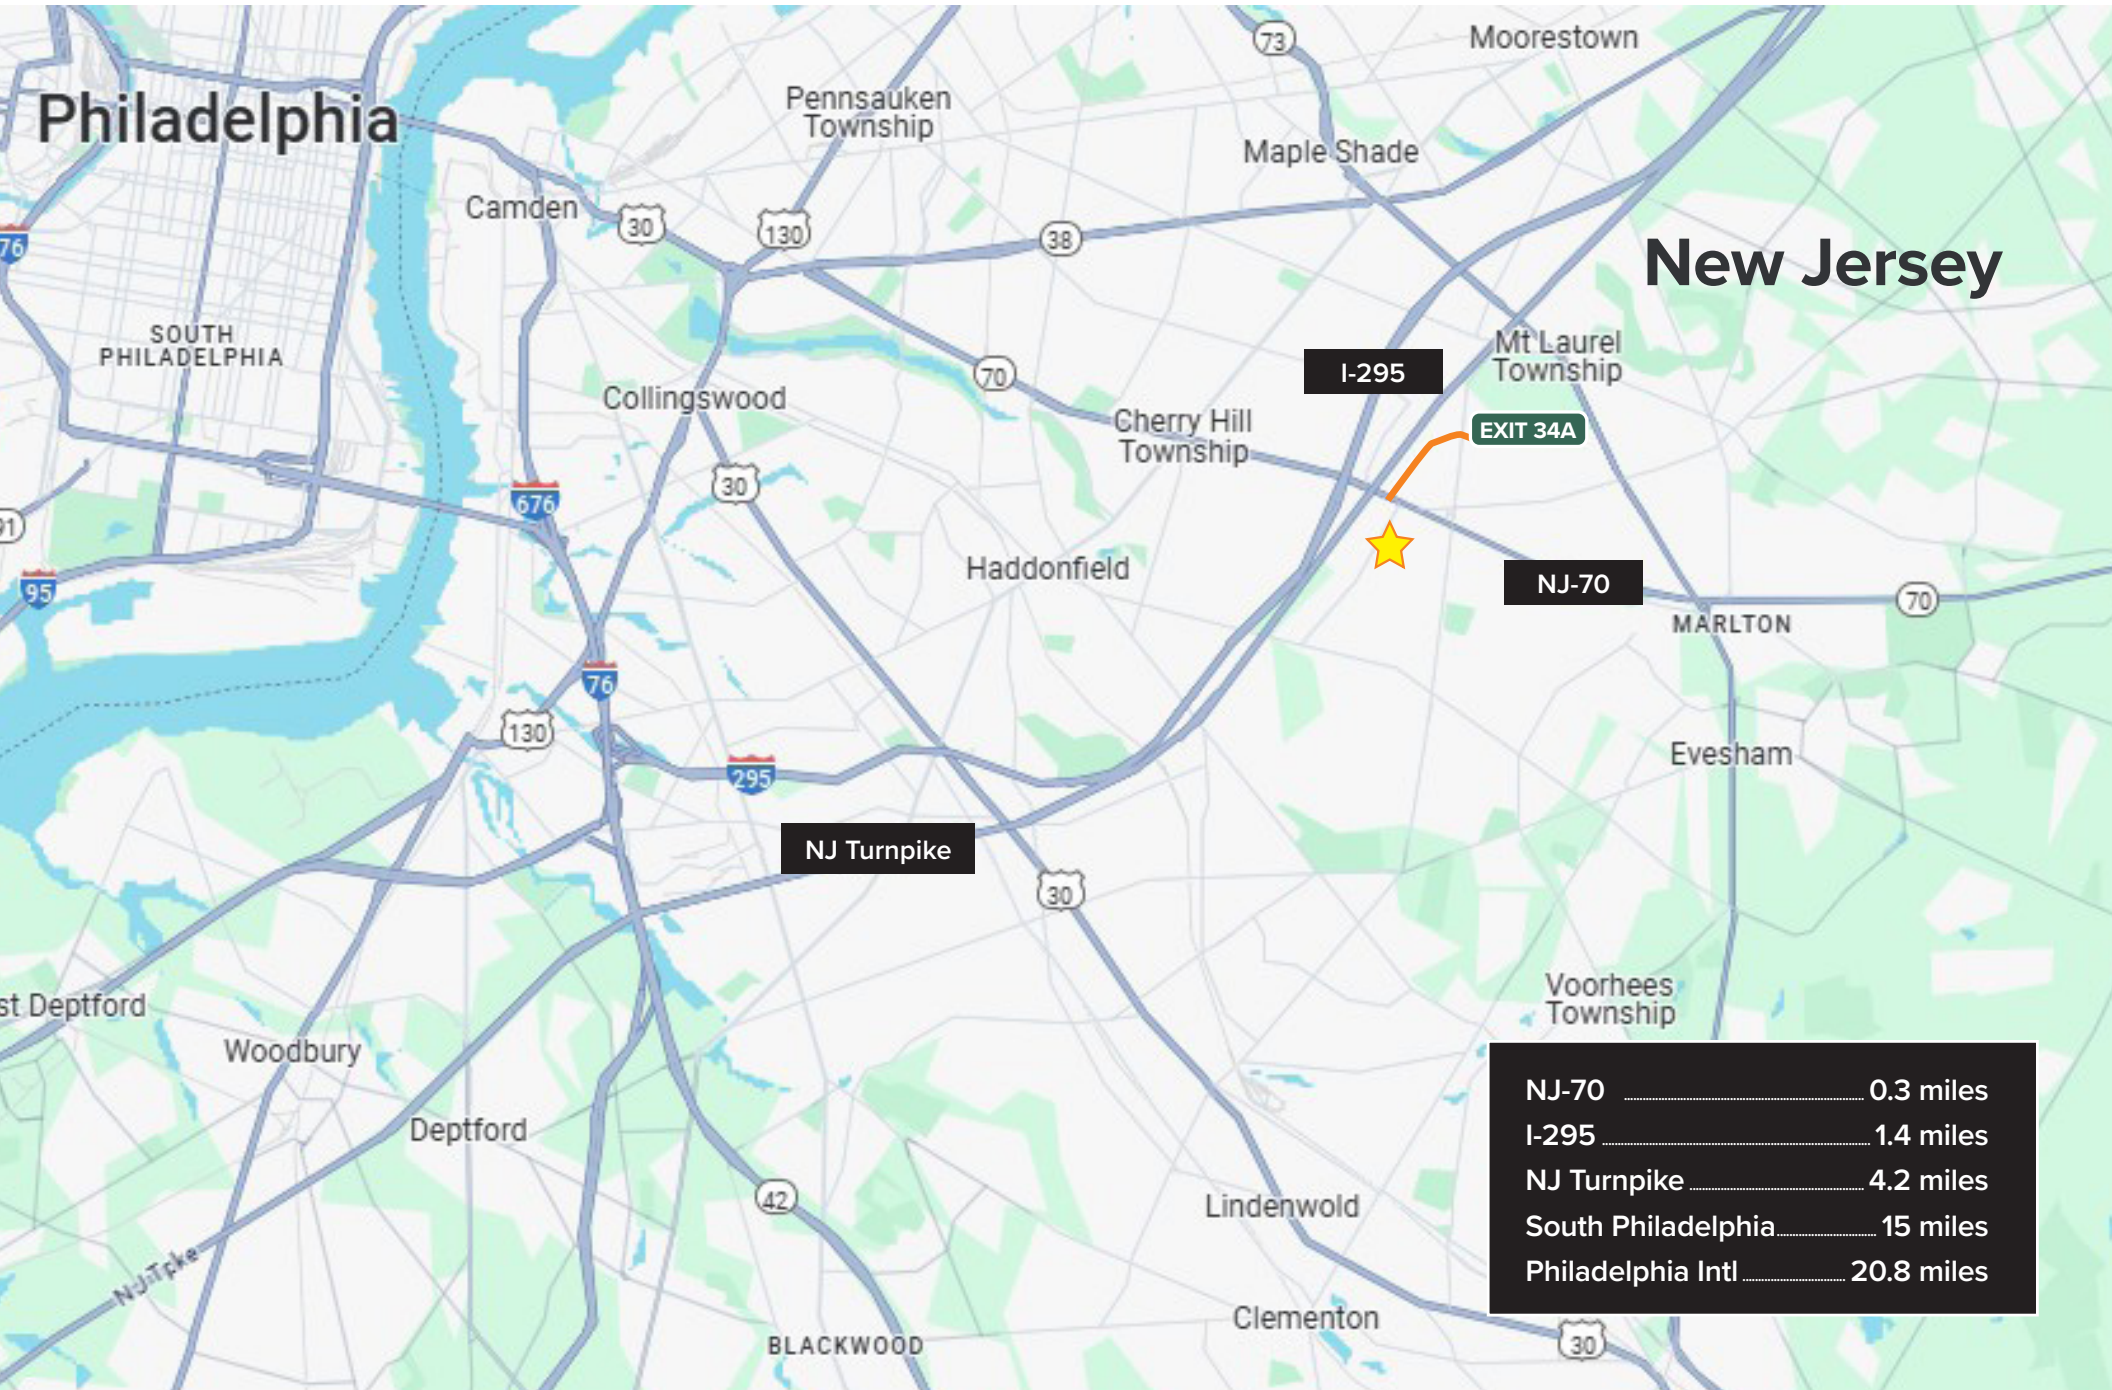 73
Moorestown
Philadelphia
Pennsauken
Township
Maple Shade
Camden
30
130
38
76
New Jersey
SOUTH
PHILADELPHIA
Mt Laurel
Township
I-295
70
Collingswood
Cherry Hill
Township
EXIT 34A
30
676
91
Haddonfield
95
NJ-70
70
MARLTON
76
130
Evesham
295
NJ Turnpike
30
st Deptford
Voorhees
Township
Woodbury
Deptford
42
Lindenwold
NJ Tpke
Clementon
BLACKWOOD
30
NJ-70 0.3 miles
I-295 1.4 miles
NJ Turnpike 4.2 miles
South Philadelphia 15 miles
Philadelphia Intl 20.8 miles